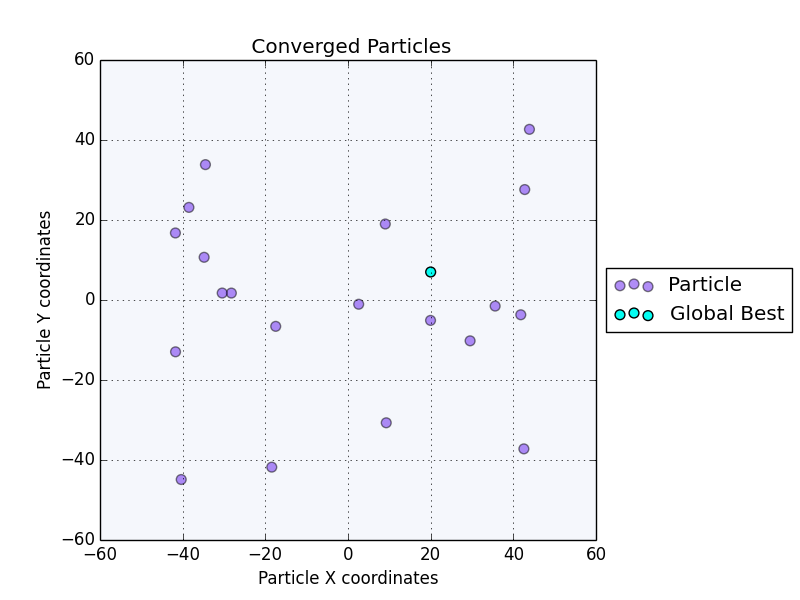 Converged Particles
60
40
20
0
−20
−40
−60
−60 −40 −20 0 20 40 60
Particle Y coordinates
Particle X coordinates
Particle
Global Best